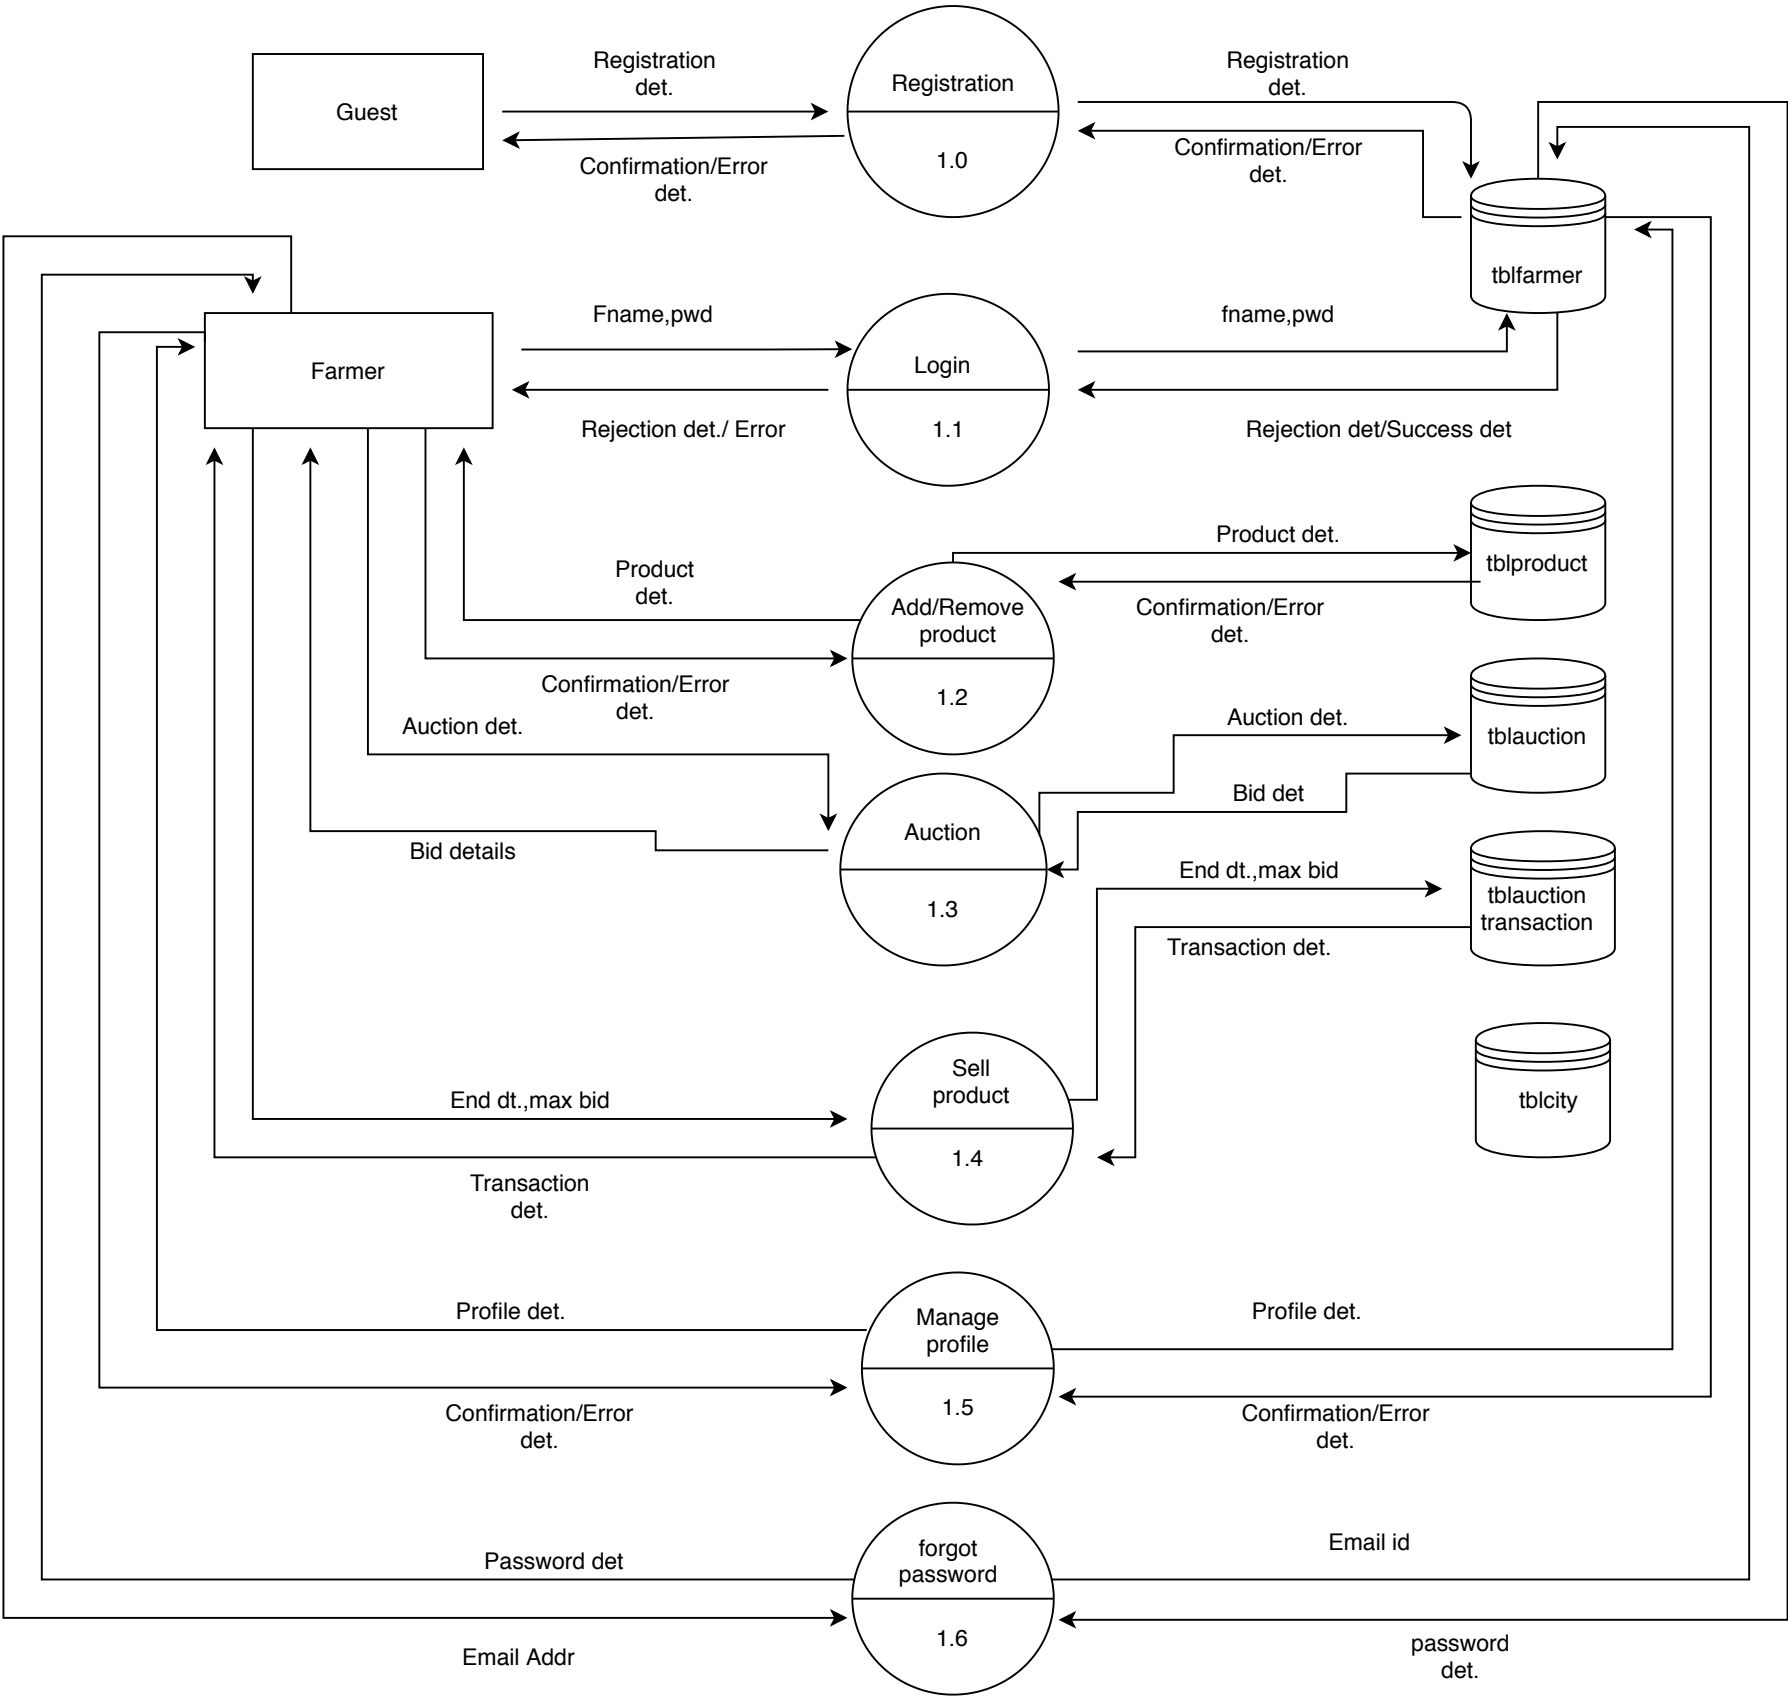 Registration
det.
Registration
det.
Guest
Registration
1.0
Confirmation/Error
det.
Confirmation/Error
det.
tblfarmer
Fname,pwd
fname,pwd
Farmer
Login
1.1
Rejection det./ Error
Rejection det/Success det
Product det.
tblproduct
Product
det.
Add/Remove
product
1.2
Confirmation/Error
det.
Confirmation/Error
det.
Auction det.
Auction det.
tblauction
Bid det
Auction
1.3
Bid details
End dt.,max bid
tblauction
transaction
Transaction det.
Sell
product
1.4
End dt.,max bid
tblcity
Transaction
det.
Profile det.
Manage
profile
1.5
Profile det.
Confirmation/Error
det.
Confirmation/Error
det.
Password det
forgot
password
1.6
Email id
Email Addr
password
det.